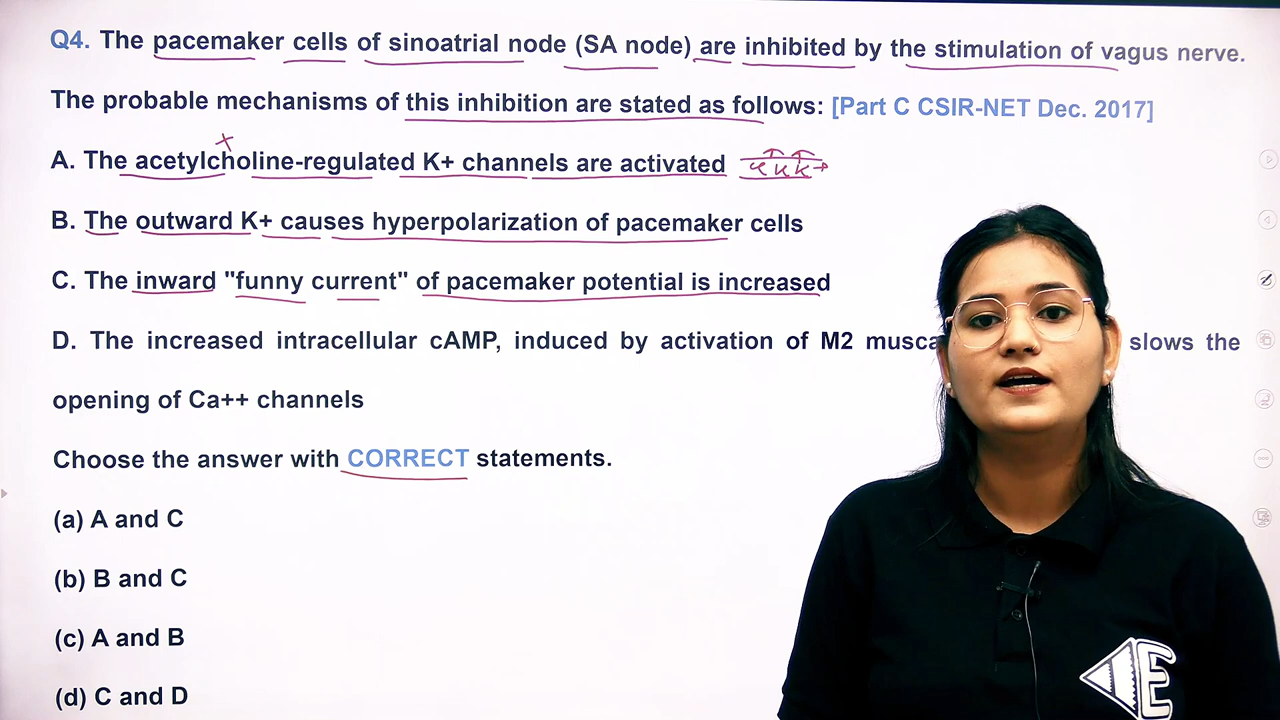 Q4. The pacemaker cells of sinoatrial node (SA node) are inhibited by the stimulation of vagus nerve.
The probable mechanisms of this inhibition are stated as follows: [Part C CSIR-NET Dec. 2017]
A. The acetylcholine-regulated K+ channels are activated
B. The outward K+ causes hyperpolarization of pacemaker cells
C. The inward "funny current" of pacemaker potential is increased
D. The increased intracellular cAMP, induced by activation of M2 slows the
opening of Ca++ channels
Choose the answer with CORRECT statements.
(a) A and C
(b) B and C
(c) A and B
(d) C and D
E